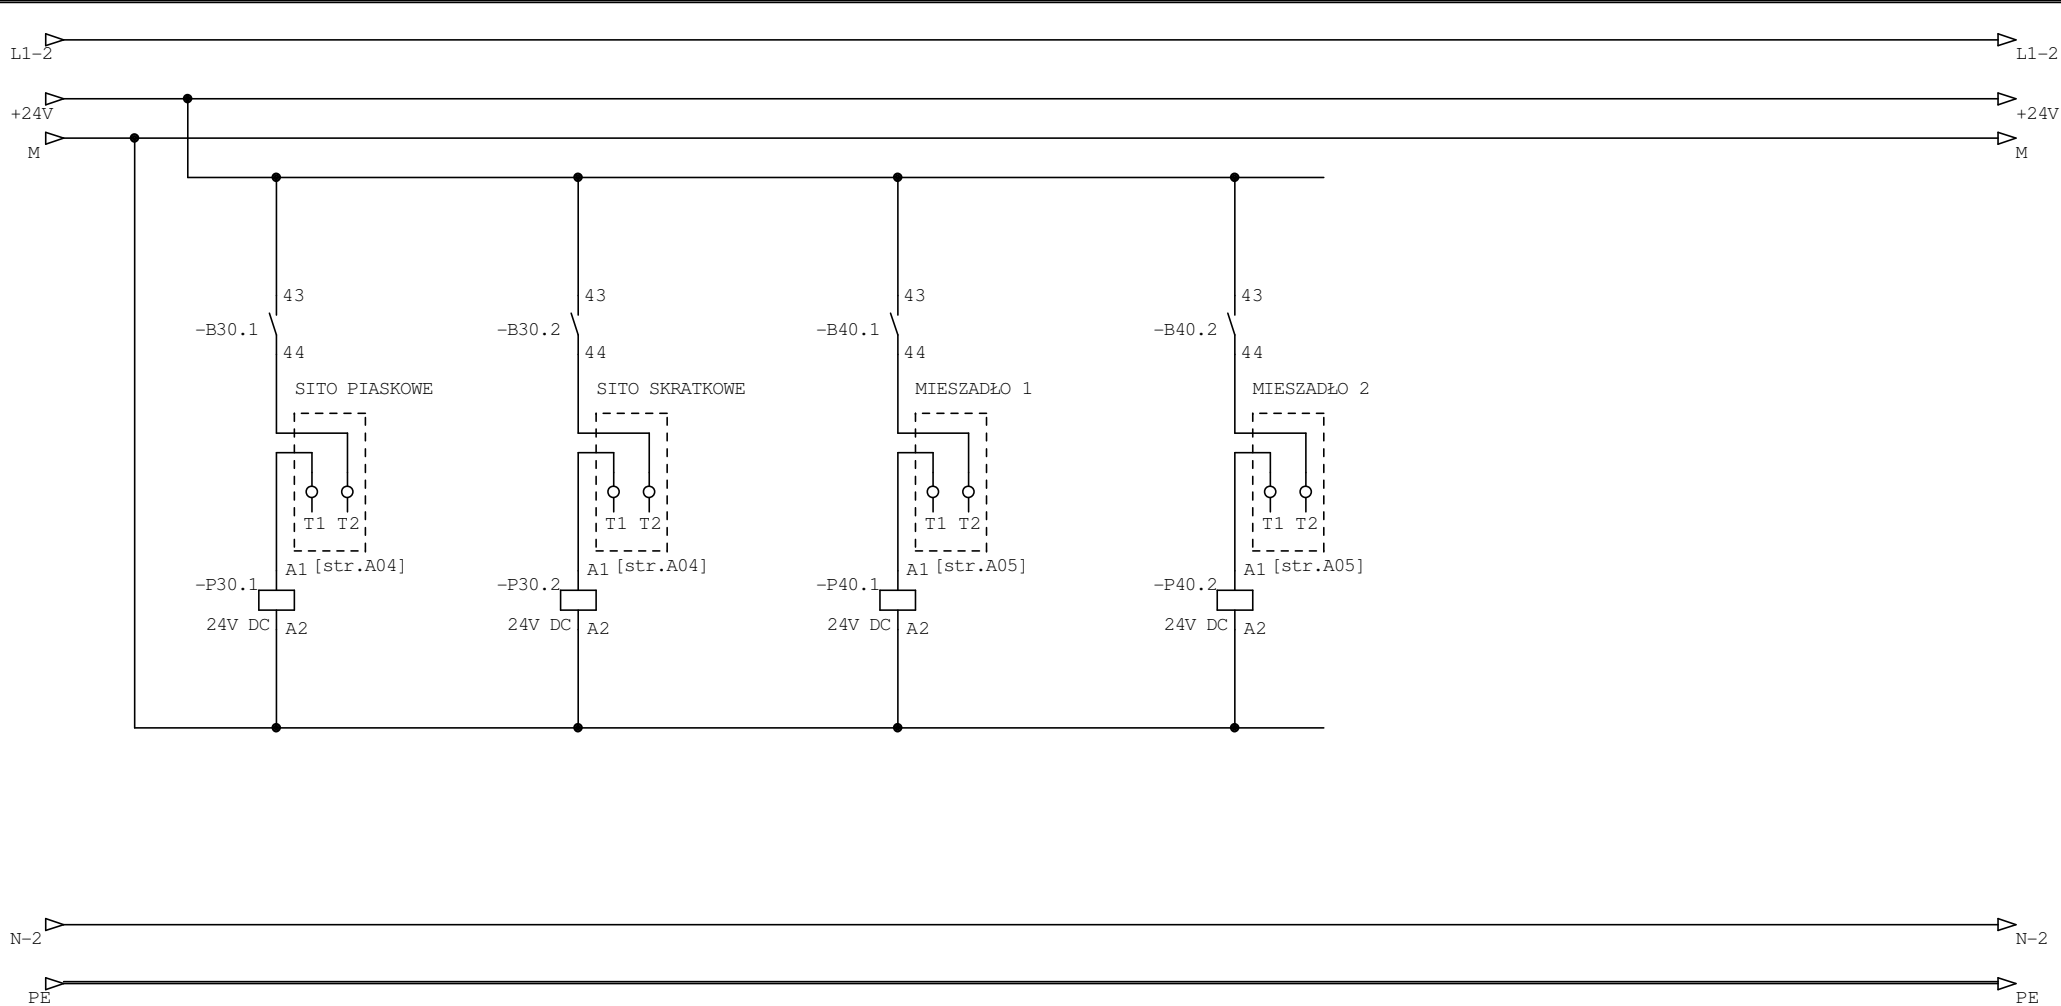 L1-2 L1-2
+24V +24V
M M
43 43 43 43
-B30.1 -B30.2 -B40.1 -B40.2
44 44 44 44
SITO PIASKOWE SITO SKRATKOWE MIESZADŁO 1 MIESZADŁO 2
T1 T2 T1 T2 T1 T2 T1 T2
A1 [str.A04] A1 [str.A04] A1 [str.A05] A1 [str.A05]
-P30.1 -P30.2 -P40.1 -P40.2
24V DC A2 24V DC A2 24V DC A2 24V DC A2
N-2 N-2
PE PE